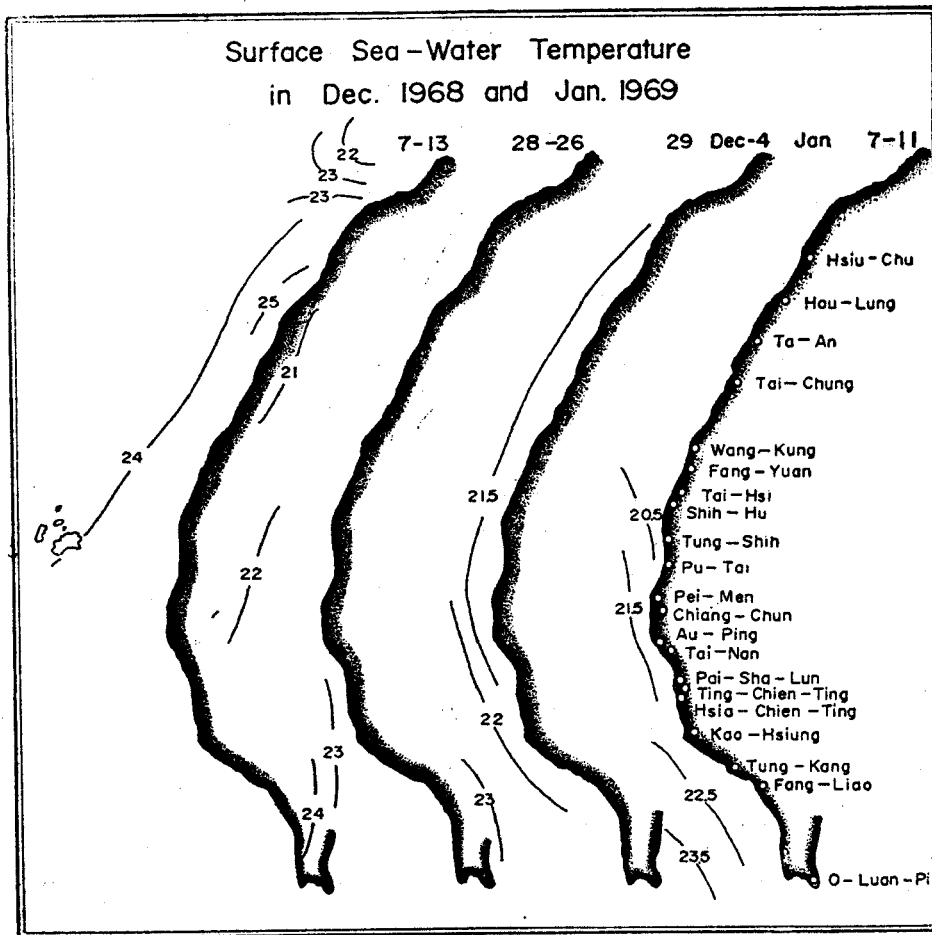 Surface Sea-Water Temperature
in Dec. 1968 and Jan. 1969
7-13 28-26 29 Dec-4 Jan 7-11
22
23
23
Hsiu-Chu
25
Hou-Lung
Ta-An
21
Tai-Chung
24
Wang-Kung
Fang-Yuan
21.5
Tai-Hsi
20.5
Shih-Hu
Tung-Shih
22
Pu-Tai
Pei-Men
21.5
Chiang-Chun
Au-Ping
Tai-Nan
Pai-Sha-Lun
Ting-Chien-Ting
Hsia-Chien-Ting
22
Kao-Hsiung
23
Tung-Kang
Fang-Liao
23
22.5
24
23.5
O-Luan-Pi